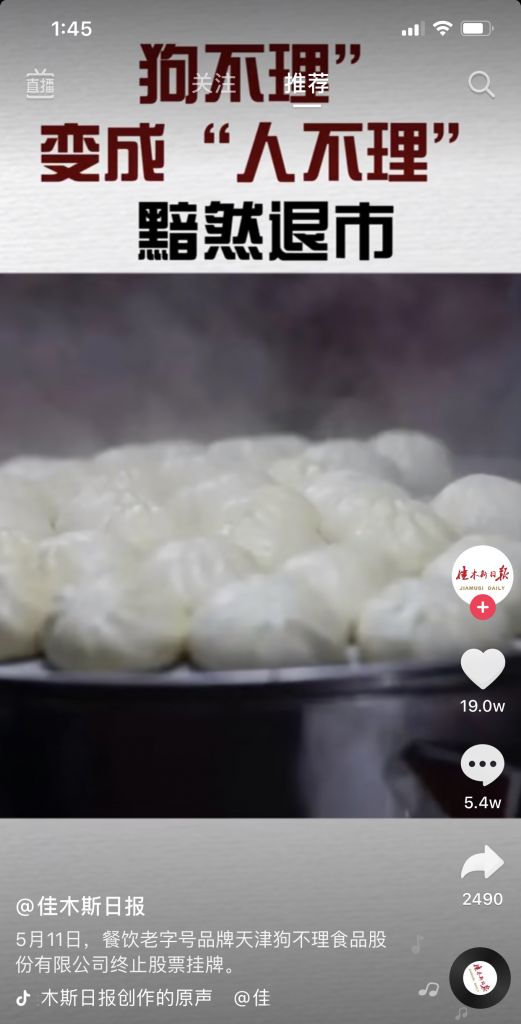 1:45
狗不理”
直播
关注
推荐
变成“人不理”
黯然退市
佳木斯日报
JIAMUSI DAILY
19.0w
5.4w
2490
@佳木斯日报
5月11日，餐饮老字号品牌天津狗不理食品股
份有限公司终止股票挂牌。
木斯日报创作的原声 @佳